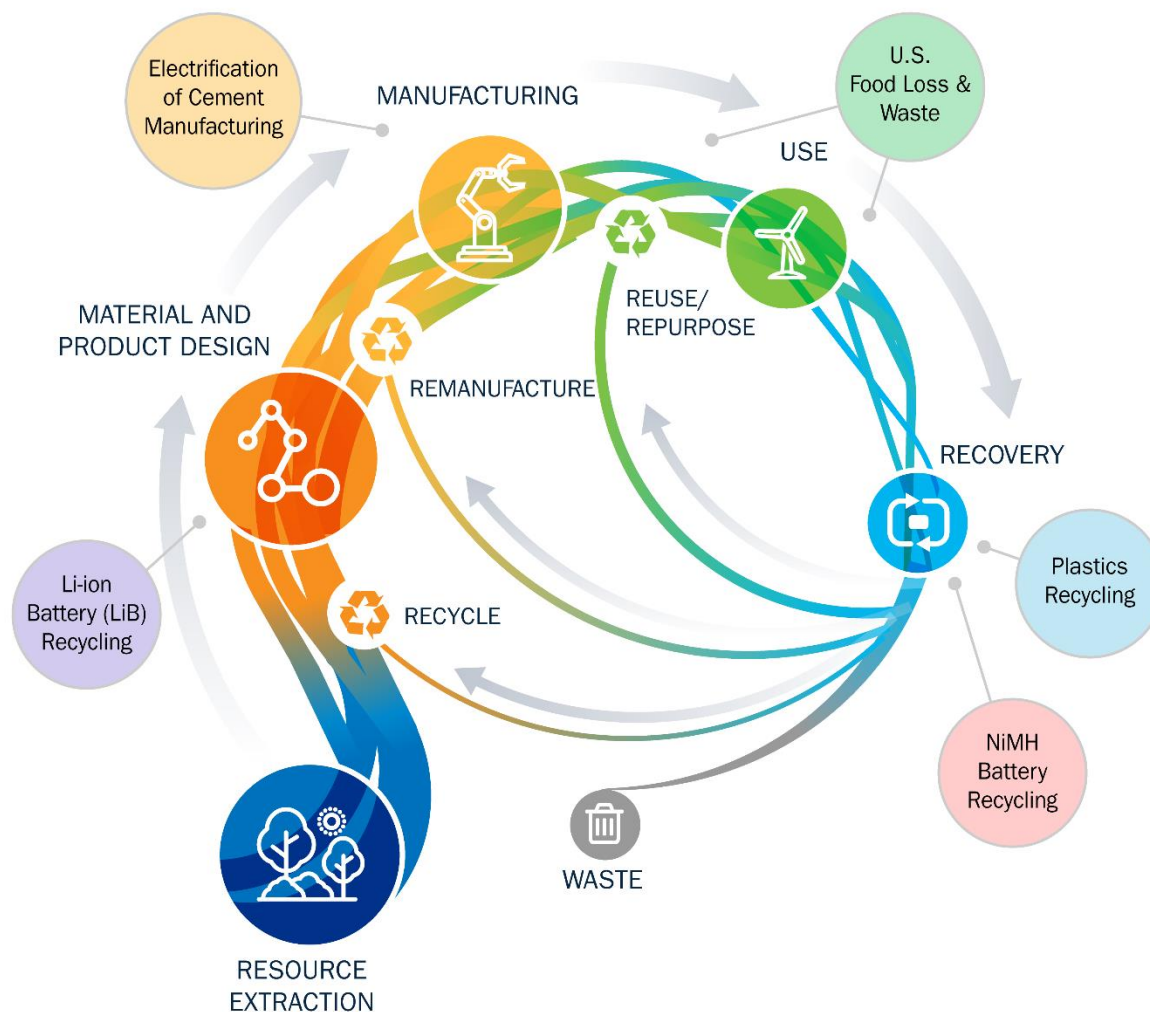 Electrification
of Cement
Manufacturing
MANUFACTURING
U.S.
Food Loss &
Waste
USE
MATERIAL AND
PRODUCT DESIGN
REUSE/
REPURPOSE
REMANUFACTURE
RECOVERY
Li-ion
Battery (LiB)
Recycling
RECYCLE
Plastics
Recycling
NiMH
Battery
Recycling
WASTE
RESOURCE
EXTRACTION